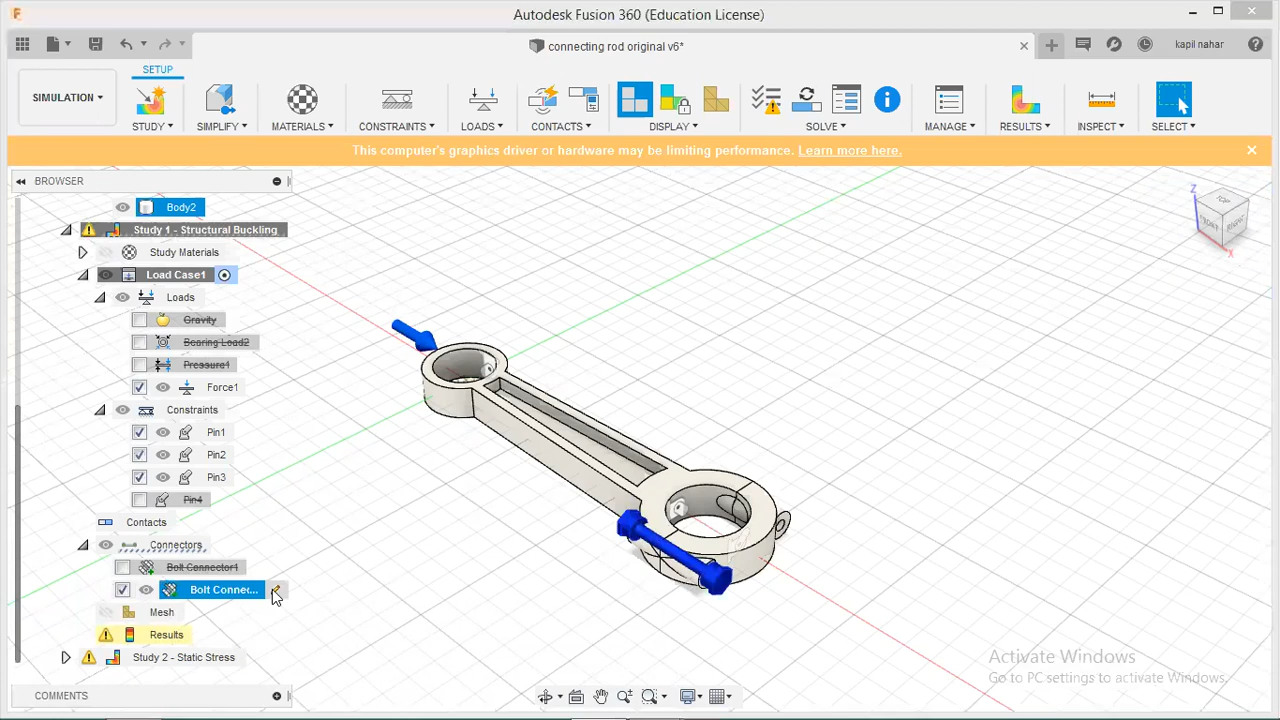 Autodesk Fusion 360 (Education License)
connecting rod original v6*
kapil nahar
SETUP
SIMULATION
STUDY
SIMPLIFY
MATERIALS
CONSTRAINTS
LOADS
CONTACTS
DISPLAY
SOLVE
MANAGE
RESULTS
INSPECT
SELECT
This computer's graphics driver or hardware may be limiting performance. Learn more here.
BROWSER
Body2
Study 1 - Structural Buckling
Study Materials
Load Case1
Loads
Gravity
Bearing Load2
Pressure1
Force1
Constraints
Pin1
Pin2
Pin3
Pin4
Contacts
Connectors
Bolt Connector1
Bolt Connec...
Mesh
Results
Study 2 - Static Stress
COMMENTS
Z
X
FRONT
RIGHT
Activate Windows
Go to PC settings to activate Windows.